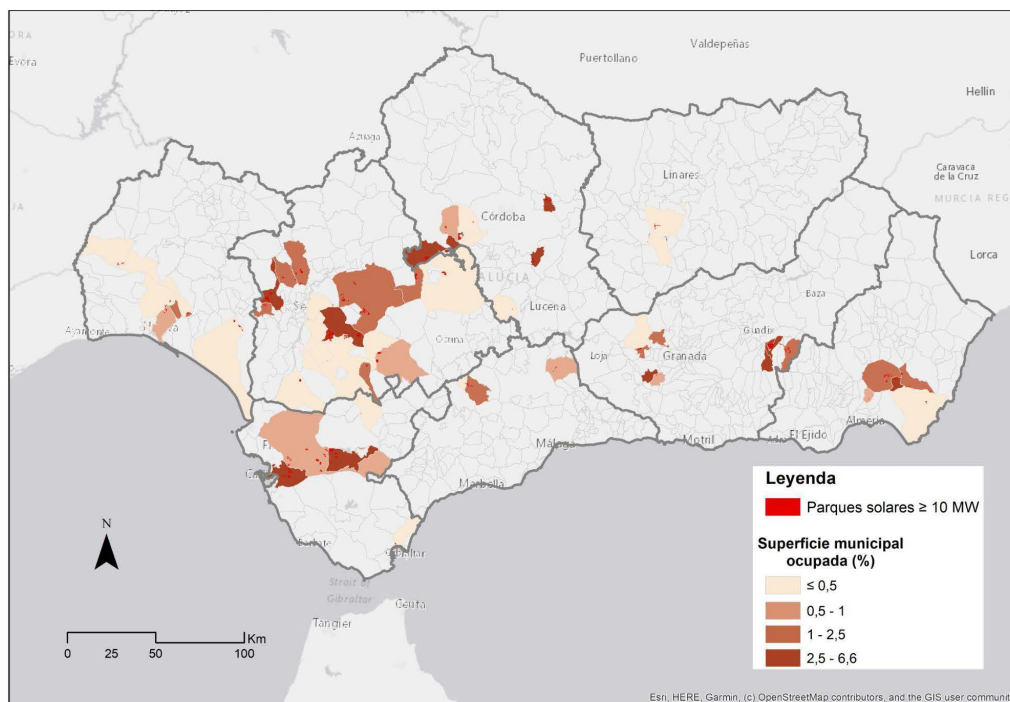 Valdepeñas
Puertollano
Evora
Hellín
Azuaga
Caravaca
de la Cruz
Linares
MURCIA REG
Córdoba
Lorca
Baza
Lucena
Osuna
Guadix
Loja
Granada
Almería
Motril
El Ejido
Málaga
Marbella
Barbate
Gibraltar
Strait of
Gibraltar
Ceuta
Tangier
N
Km
0 50 100
Leyenda
Parques solares ≥ 10 MW
Superficie municipal
ocupada (%)
≤ 0,5
0,5 - 1
1 - 2,5
2,5 - 6,6
Esri, HERE, Garmin, (c) OpenStreetMap contributors, and the GIS user communit